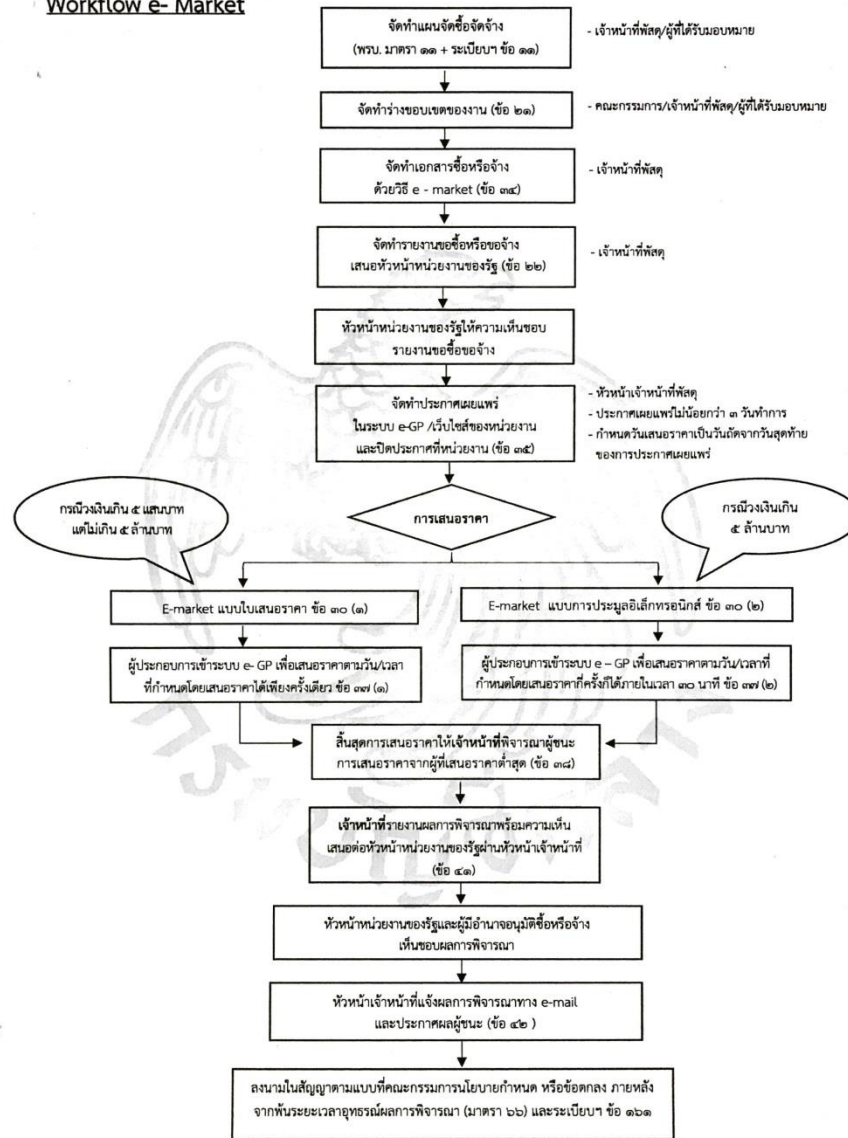 Workflow e- Market
จัดทำแผนจัดซื้อจัดจ้าง
(พรบ. มาตรา ๑๑ + ระเบียบฯ ข้อ ๑๑)
- เจ้าหน้าที่พัสดุ/ผู้ที่ได้รับมอบหมาย
จัดทำร่างขอบเขตของงาน (ข้อ ๒๑)
- คณะกรรมการ/เจ้าหน้าที่พัสดุ/ผู้ที่ได้รับมอบหมาย
จัดทำเอกสารซื้อหรือจ้าง
ด้วยวิธี e - market (ข้อ ๓๔)
- เจ้าหน้าที่พัสดุ
จัดทำรายงานขอซื้อหรือขอจ้าง
เสนอหัวหน้าหน่วยงานของรัฐ (ข้อ ๒๒)
- เจ้าหน้าที่พัสดุ
หัวหน้าหน่วยงานของรัฐให้ความเห็นชอบ
รายงานขอซื้อขอจ้าง
จัดทำประกาศเผยแพร่
ในระบบ e-GP /เว็บไซส์ของหน่วยงาน
และปิดประกาศที่หน่วยงาน (ข้อ ๓๕)
- หัวหน้าเจ้าหน้าที่พัสดุ
- ประกาศเผยแพร่ไม่น้อยกว่า ๓ วันทำการ
- กำหนดวันเสนอราคาเป็นวันถัดจากวันสุดท้าย
ของการประกาศเผยแพร่
กรณีวงเงินเกิน ๕ แสนบาท
แต่ไม่เกิน ๕ ล้านบาท
การเสนอราคา
กรณีวงเงินเกิน
๕ ล้านบาท
E-market แบบใบเสนอราคา ข้อ ๓๐ (๑)
E-market แบบการประมูลอิเล็กทรอนิกส์ ข้อ ๓๐ (๒)
ผู้ประกอบการเข้าระบบ e- GP เพื่อเสนอราคาตามวัน/เวลา
ที่กำหนดโดยเสนอราคาได้เพียงครั้งเดียว ข้อ ๓๗ (๑)
ผู้ประกอบการเข้าระบบ e – GP เพื่อเสนอราคาตามวัน/เวลาที่
กำหนดโดยเสนอราคากี่ครั้งก็ได้ภายในเวลา ๓๐ นาที ข้อ ๓๗ (๒)
สิ้นสุดการเสนอราคาให้เจ้าหน้าที่พิจารณาผู้ชนะ
การเสนอราคาจากผู้ที่เสนอราคาต่ำสุด (ข้อ ๓๘)
เจ้าหน้าที่รายงานผลการพิจารณาพร้อมความเห็น
เสนอต่อหัวหน้าหน่วยงานของรัฐผ่านหัวหน้าเจ้าหน้าที่
(ข้อ ๔๑)
หัวหน้าหน่วยงานของรัฐและผู้มีอำนาจอนุมัติซื้อหรือจ้าง
เห็นชอบผลการพิจารณา
หัวหน้าเจ้าหน้าที่แจ้งผลการพิจารณาทาง e-mail
และประกาศผลผู้ชนะ (ข้อ ๔๒ )
ลงนามในสัญญาตามแบบที่คณะกรรมการนโยบายกำหนด หรือข้อตกลง ภายหลัง
จากพ้นระยะเวลาอุทธรณ์ผลการพิจารณา (มาตรา ๖๖) และระเบียบฯ ข้อ ๑๖๑
กรมบัญชีกลาง